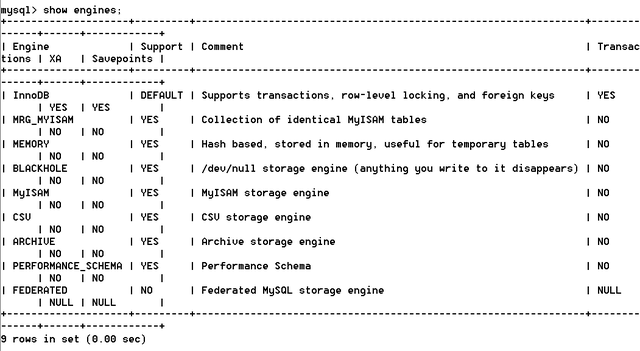 mysql> show engines;
+--------------------+---------+----------------------------------------------------------------+-------
------+------+------------+
| Engine | Support | Comment | Transac
tions | XA | Savepoints |
+--------------------+---------+----------------------------------------------------------------+-------
------+------+------------+
| InnoDB | DEFAULT | Supports transactions, row-level locking, and foreign keys | YES
| YES | YES |
| MRG_MYISAM | YES | Collection of identical MyISAM tables | NO
| NO | NO |
| MEMORY | YES | Hash based, stored in memory, useful for temporary tables | NO
| NO | NO |
| BLACKHOLE | YES | /dev/null storage engine (anything you write to it disappears) | NO
| NO | NO |
| MyISAM | YES | MyISAM storage engine | NO
| NO | NO |
| CSV | YES | CSV storage engine | NO
| NO | NO |
| ARCHIVE | YES | Archive storage engine | NO
| NO | NO |
| PERFORMANCE_SCHEMA | YES | Performance Schema | NO
| NO | NO |
| FEDERATED | NO | Federated MySQL storage engine | NULL
| NULL | NULL |
+--------------------+---------+----------------------------------------------------------------+-------
------+------+------------+
9 rows in set (0.00 sec)